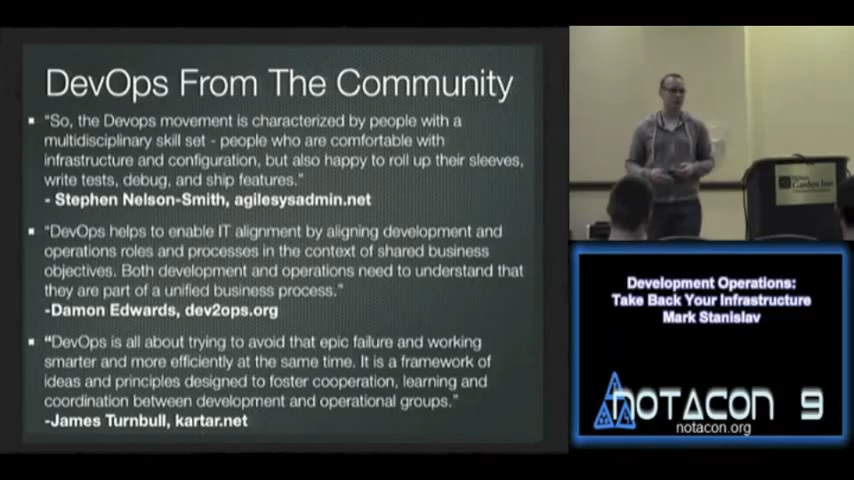 DevOps From The Community
"So, the Devops movement is characterized by people with a
multidisciplinary skill set - people who are comfortable with
infrastructure and configuration, but also happy to roll up their sleeves,
write tests, debug, and ship features."
- Stephen Nelson-Smith, agilesysadmin.net
"DevOps helps to enable IT alignment by aligning development and
operations roles and processes in the context of shared business
objectives. Both development and operations need to understand that
they are part of a unified business process."
-Damon Edwards, dev2ops.org
"DevOps is all about trying to avoid that epic failure and working
smarter and more efficiently at the same time. It is a framework of
ideas and principles designed to foster cooperation, learning and
coordination between development and operational groups."
-James Turnbull, kartar.net
Garden Inn
Development Operations:
Take Back Your Infrastructure
Mark Stanislav
NOTACON 9
notacon.org